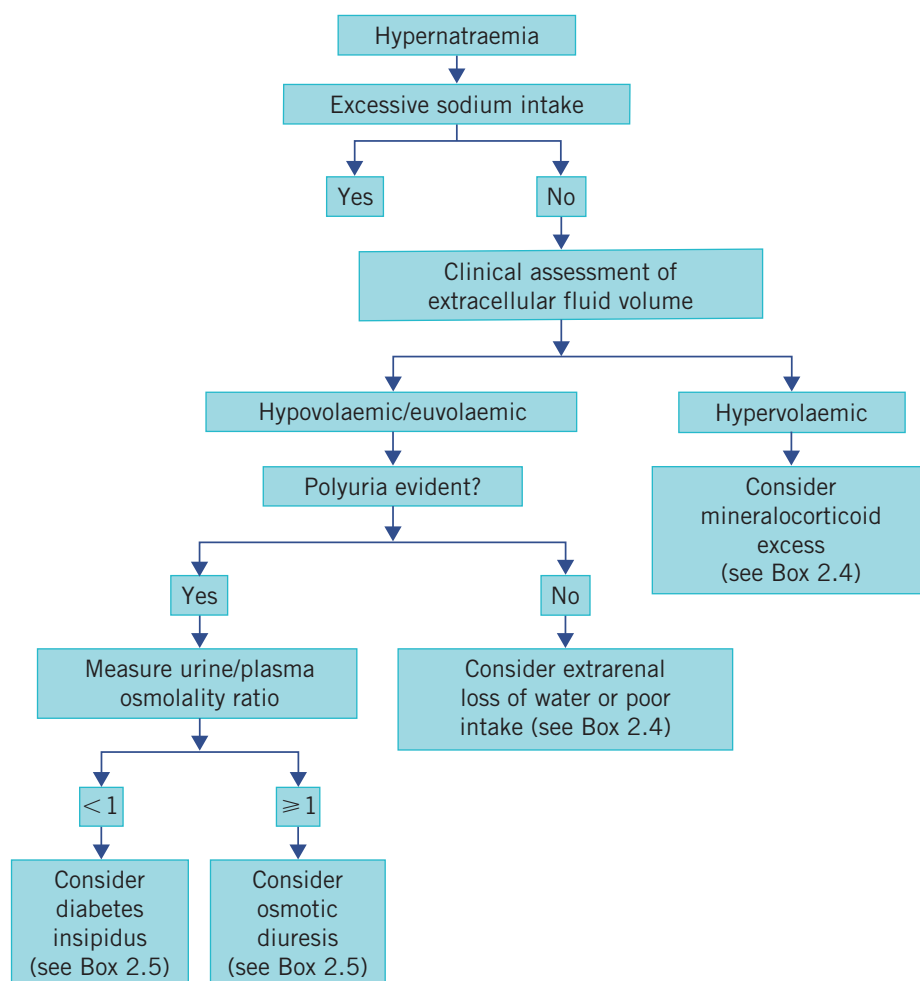 Hypernatraemia
Excessive sodium intake
Yes
No
Clinical assessment of
extracellular fluid volume
Hypovolaemic/euvolaemic
Hypervolaemic
Polyuria evident?
Consider
mineralocorticoid
excess
(see Box 2.4)
Yes
No
Measure urine/plasma
osmolality ratio
Consider extrarenal
loss of water or poor
intake (see Box 2.4)
< 1
⩾ 1
Consider
diabetes
insipidus
(see Box 2.5)
Consider
osmotic
diuresis
(see Box 2.5)